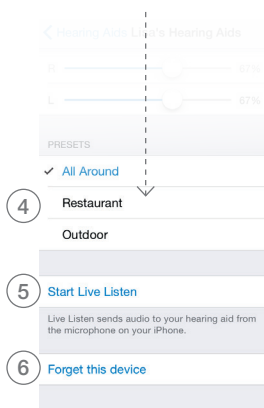 Hearing Aids Lisa's Hearing Aids
R 67%
L 67%
PRESETS
✓ All Around
4 Restaurant
Outdoor
5 Start Live Listen
Live Listen sends audio to your hearing aid from
the microphone on your iPhone.
6 Forget this device